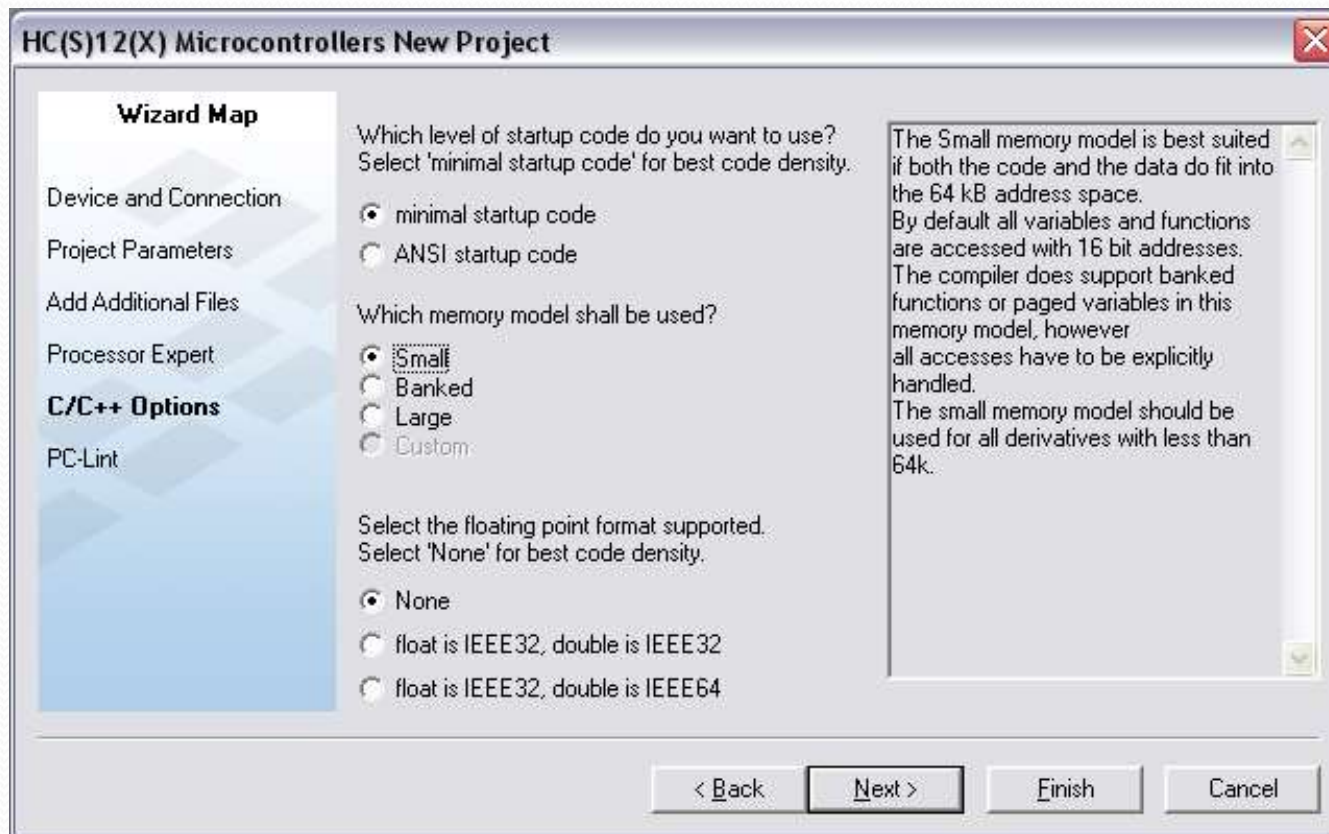 HC(S)12(X) Microcontrollers New Project
Wizard Map
Device and Connection
Project Parameters
Add Additional Files
Processor Expert
C/C++ Options
PC-Lint
Which level of startup code do you want to use?
Select 'minimal startup code' for best code density.
minimal startup code
ANSI startup code
Which memory model shall be used?
Small
Banked
Large
Custom
Select the floating point format supported.
Select 'None' for best code density.
None
float is IEEE32, double is IEEE32
float is IEEE32, double is IEEE64
The Small memory model is best suited
if both the code and the data do fit into
the 64 kB address space.
By default all variables and functions
are accessed with 16 bit addresses.
The compiler does support banked
functions or paged variables in this
memory model, however
all accesses have to be explicitly
handled.
The small memory model should be
used for all derivatives with less than
64k.
< Back
Next >
Finish
Cancel